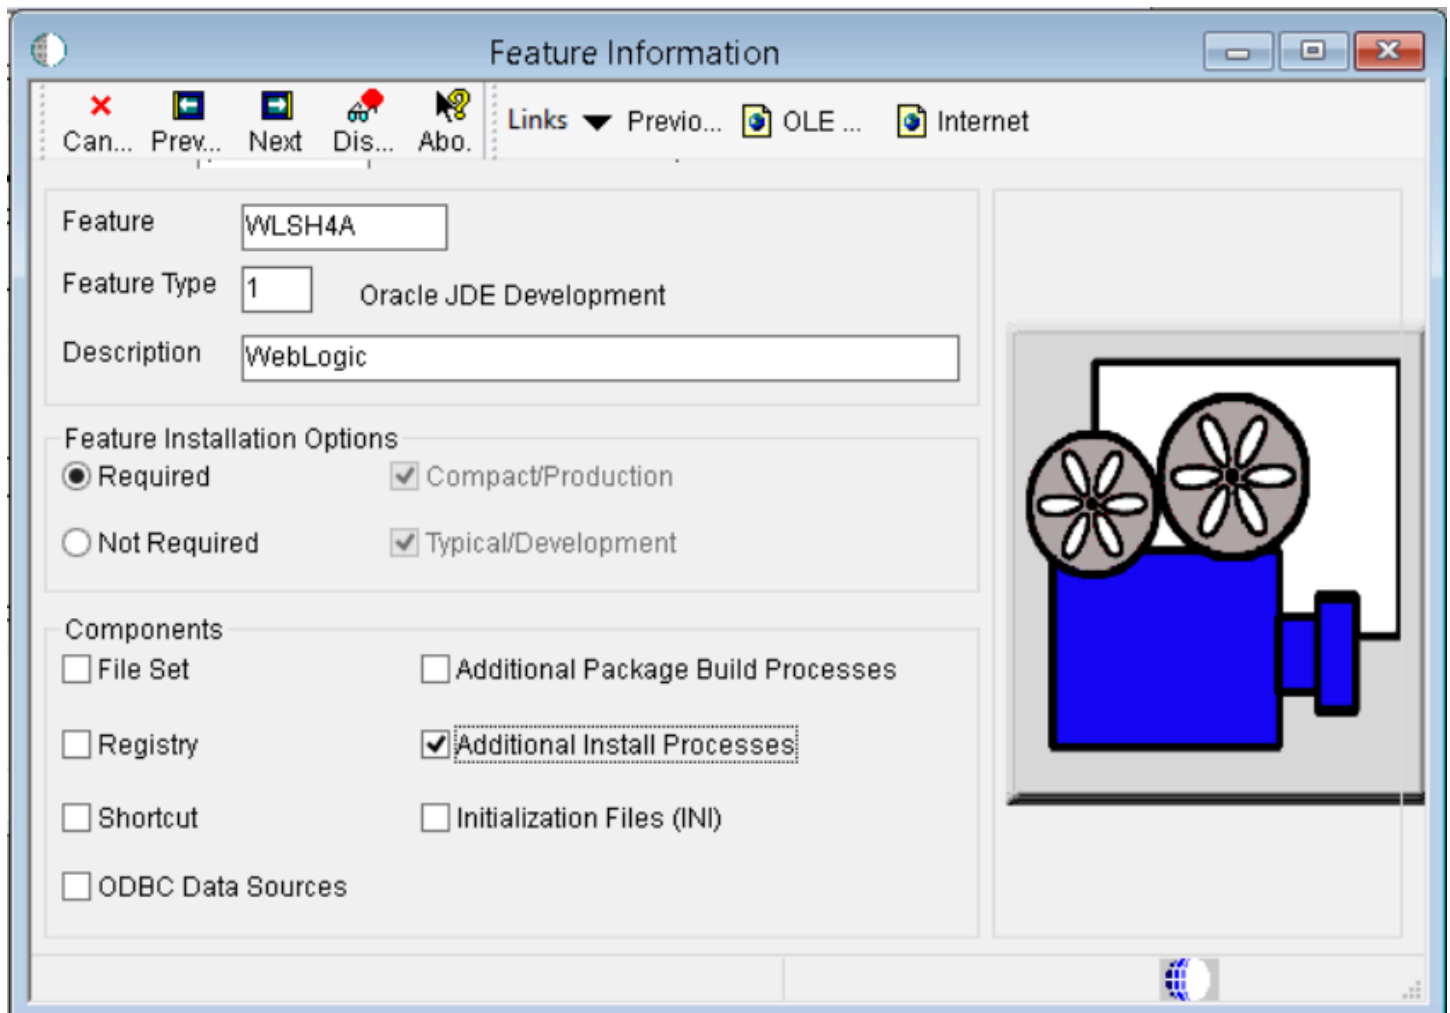 Feature Information
Can... Prev... Next Dis... Abo. Links Previo... OLE ... Internet
Feature WLSH4A
Feature Type 1 Oracle JDE Development
Description WebLogic
Feature Installation Options
Required Compact/Production
Not Required Typical/Development
Components
File Set Additional Package Build Processes
Registry Additional Install Processes
Shortcut Initialization Files (INI)
ODBC Data Sources